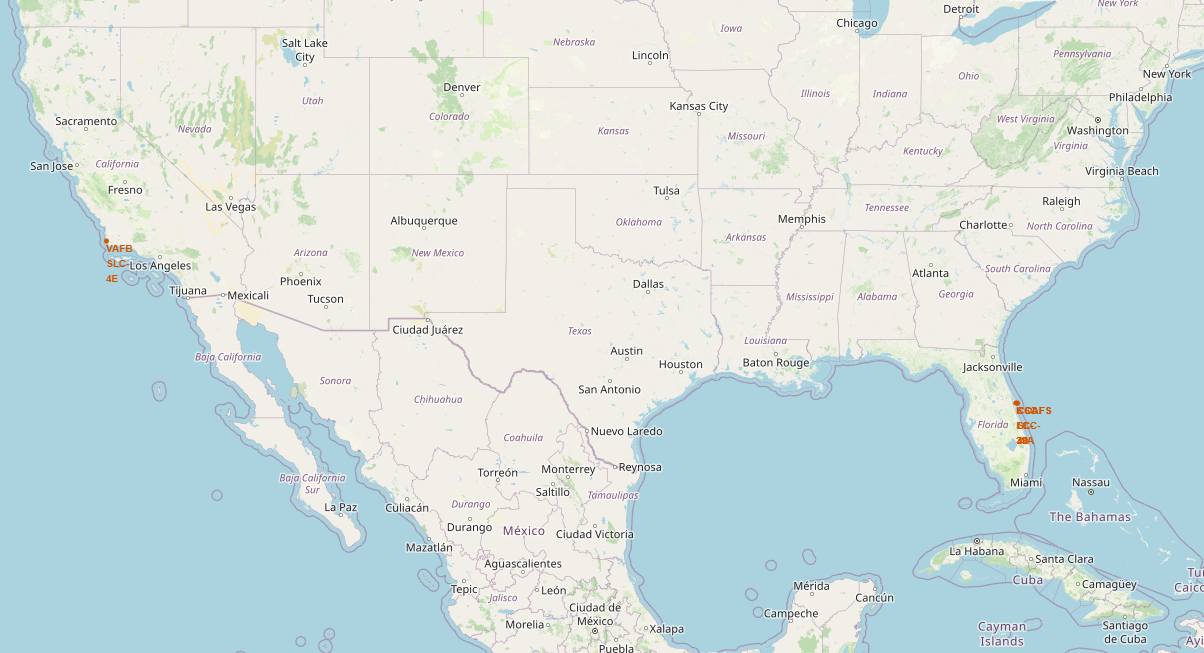 New York
Detroit
Chicago
Iowa
Salt Lake
City
Nebraska
Lincoln
Pennsylvania
New York
Ohio
Denver
Utah
Illinois
Indiana
Philadelphia
Kansas City
Colorado
Sacramento
Nevada
Kansas
Missouri
West Virginia
Washington
Virginia
San Jose
California
Kentucky
Virginia Beach
Fresno
Tulsa
Las Vegas
Raleigh
Tennessee
Albuquerque
Oklahoma
Memphis
Charlotte
North Carolina
Arkansas
VAFB
SLC-
4E
Los Angeles
Arizona
New Mexico
South Carolina
Atlanta
Phoenix
Dallas
Tijuana
Mexicali
Tucson
Mississippi
Alabama
Georgia
Ciudad Juárez
Texas
Louisiana
Baja California
Austin
Baton Rouge
Houston
Jacksonville
Sonora
San Antonio
Chihuahua
Florida
Nuevo Laredo
Coahuila
Torreón
Monterrey
Reynosa
Baja California
Sur
Saltillo
Tamaulipas
Miami
Nassau
La Paz
Culiacán
Durango
The Bahamas
Durango
México
Ciudad Victoria
Mazatlán
La Habana
Santa Clara
Aguascalientes
Cuba
Camagüey
Tepic
León
Mérida
Cancún
Jalisco
Ciudad de
México
Campeche
Morelia
Xalapa
Cayman
Islands
Santiago
de Cuba
Puebla